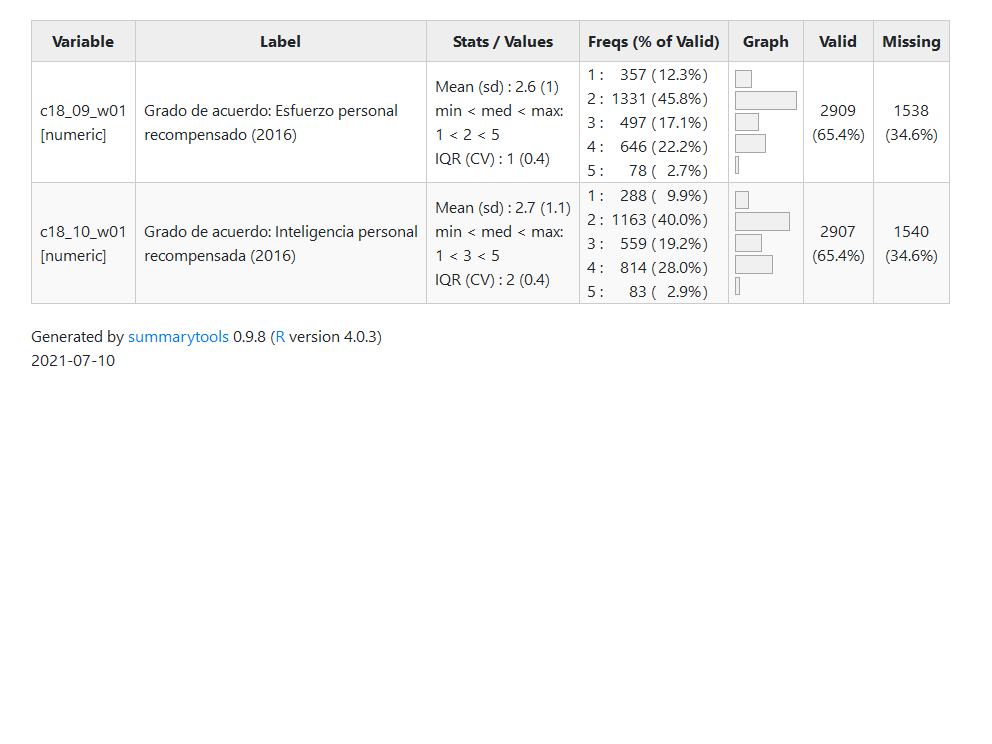 Variable Label Stats / Values Freqs (% of Valid) Graph Valid Missing
c18_09_w01
[numeric]
Grado de acuerdo: Esfuerzo personal
recompensado (2016)
Mean (sd) : 2.6 (1)
min < med < max:
1 < 2 < 5
IQR (CV) : 1 (0.4)
1 : 357 (12.3%)
2 : 1331 (45.8%)
3 : 497 (17.1%)
4 : 646 (22.2%)
5 : 78 ( 2.7%)
2909
(65.4%)
1538
(34.6%)
c18_10_w01
[numeric]
Grado de acuerdo: Inteligencia personal
recompensada (2016)
Mean (sd) : 2.7 (1.1)
min < med < max:
1 < 3 < 5
IQR (CV) : 2 (0.4)
1 : 288 ( 9.9%)
2 : 1163 (40.0%)
3 : 559 (19.2%)
4 : 814 (28.0%)
5 : 83 ( 2.9%)
2907
(65.4%)
1540
(34.6%)
Generated by summarytools 0.9.8 (R version 4.0.3)
2021-07-10